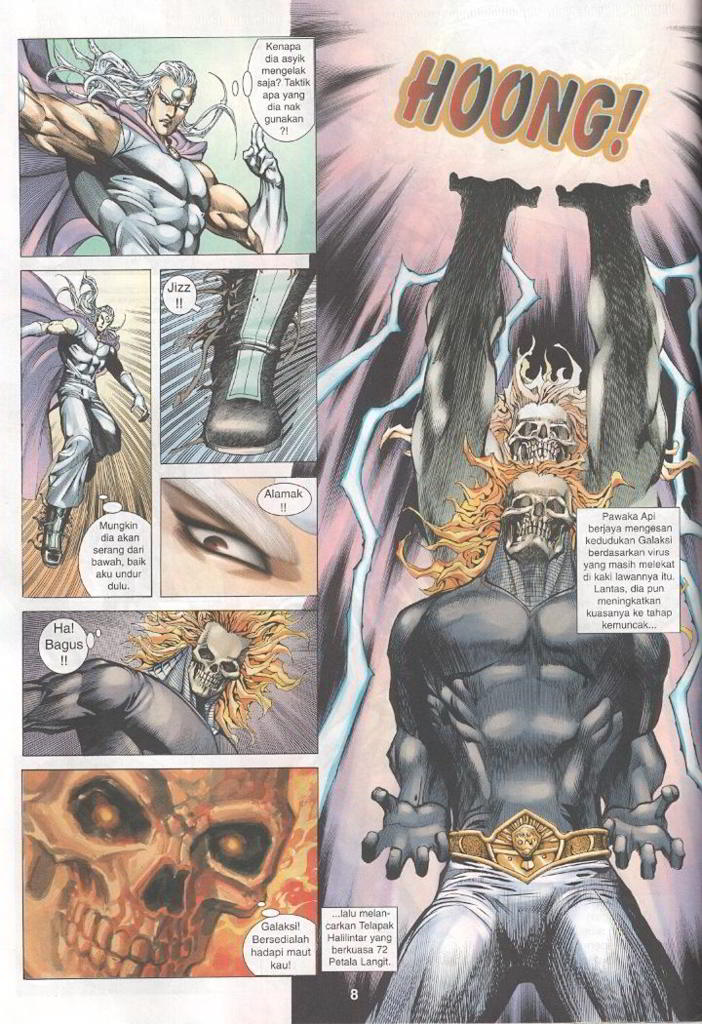 Kenapa
dia asyik
mengelak
saja? Taktik
apa yang
dia nak
gunakan
?!
Mungkin
dia akan
serang dari
bawah, baik
aku undur
dulu.
Jizz
!!
Alamak
!!
Ha!
Bagus
!!
Galaksi!
Bersedialah
hadapi maut
kau!
HOONG!
Pawaka Api
berjaya mengesan
kedudukan Galaksi
berdasarkan virus
yang masih melekat
di kaki lawannya itu.
Lantas, dia pun
meningkatkan
kuasanya ke tahap
kemuncak...
...lalu melan-
carkan Telapak
Halilintar yang
berkuasa 72
Petala Langit.
8